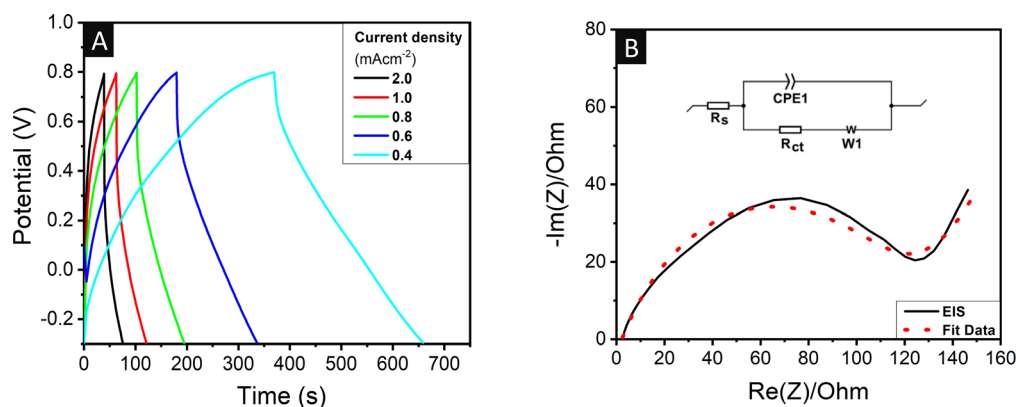 A
Potential (V)
1.0
0.8
0.6
0.4
0.2
0.0
-0.2
0
100
200
300
400
500
600
700
Time (s)
Current density
(mAcm-2)
2.0
1.0
0.8
0.6
0.4
B
-Im(Z)/Ohm
80
60
40
20
0
0
20
40
60
80
100
120
140
160
Re(Z)/Ohm
CPE1
Rs
Rct
W
W1
EIS
Fit Data